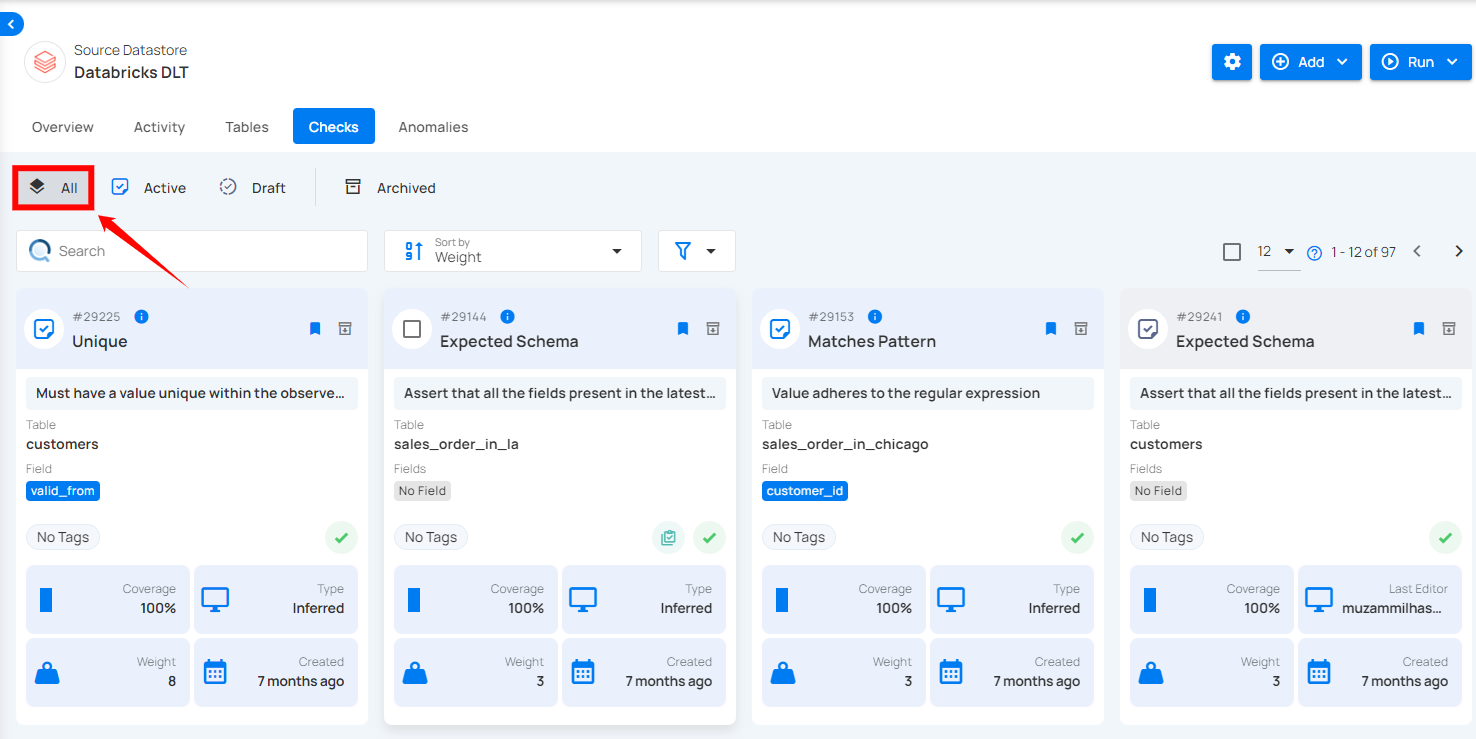 Source Datastore
Databricks DLT
Add
Run
Overview
Activity
Tables
Checks
Anomalies
All
Active
Draft
Archived
Search
Sort by
Weight
12
1 - 12 of 97
#29225
Unique
Must have a value unique within the observe...
Table
customers
Field
valid_from
No Tags
Coverage
100%
Type
Inferred
Weight
8
Created
7 months ago
#29144
Expected Schema
Assert that all the fields present in the latest...
Table
sales_order_in_la
Fields
No Field
No Tags
Coverage
100%
Type
Inferred
Weight
3
Created
7 months ago
#29153
Matches Pattern
Value adheres to the regular expression
Table
sales_order_in_chicago
Field
customer_id
No Tags
Coverage
100%
Type
Inferred
Weight
3
Created
7 months ago
#29241
Expected Schema
Assert that all the fields present in the latest...
Table
customers
Fields
No Field
No Tags
Coverage
100%
Last Editor
muzammilhas...
Weight
3
Created
7 months ago